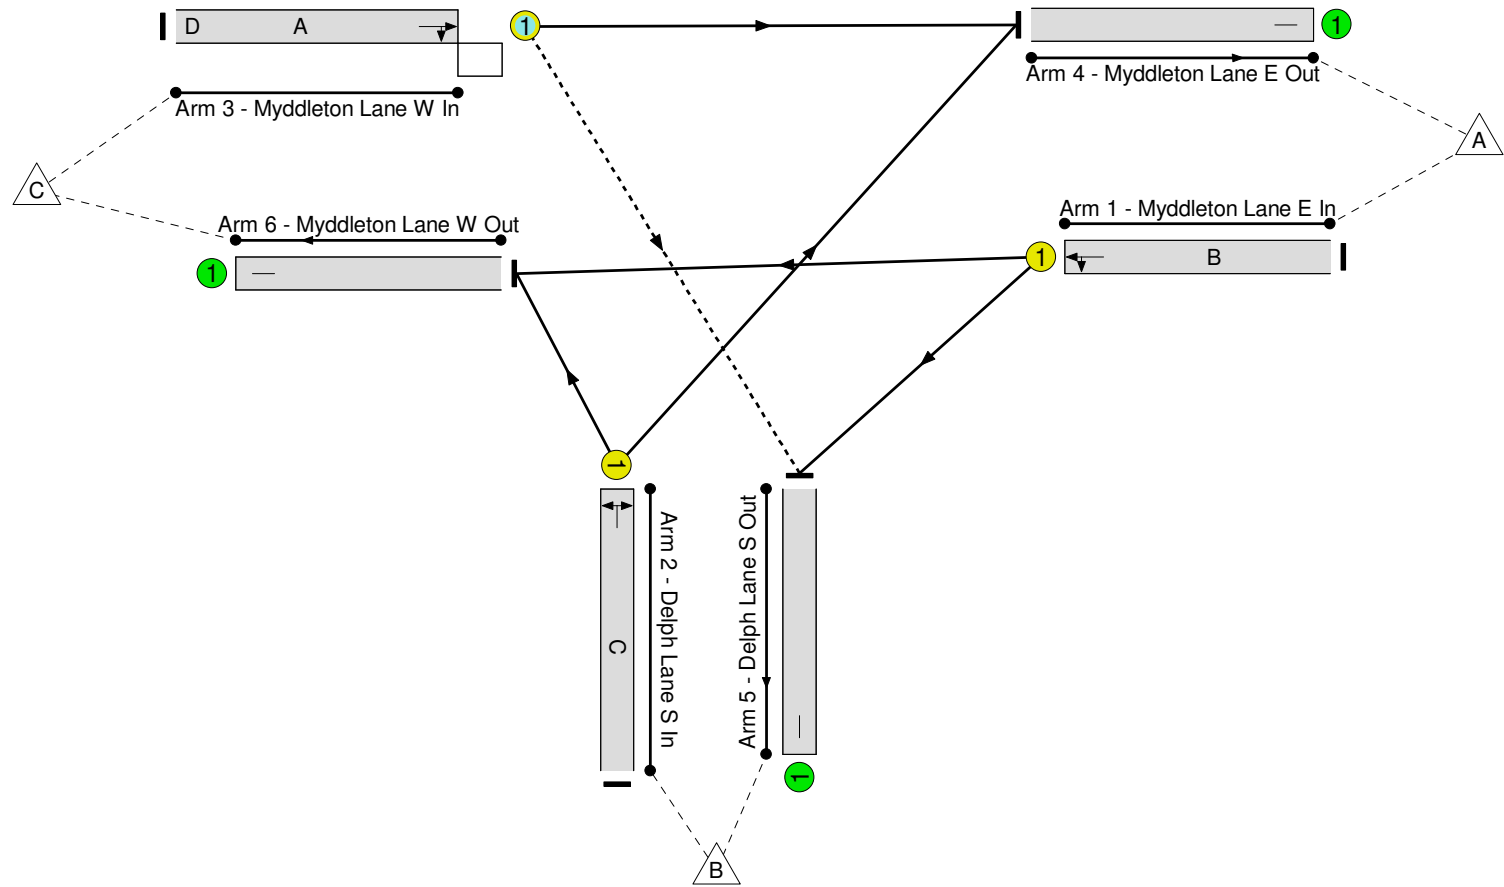 D A 1 1
Arm 4 - Myddleton Lane E Out
Arm 3 - Myddleton Lane W In
A
C
Arm 1 - Myddleton Lane E In
Arm 6 - Myddleton Lane W Out
1 1 B
1
Arm 2 - Delph Lane S In
Arm 5 - Delph Lane S Out
C
1
B